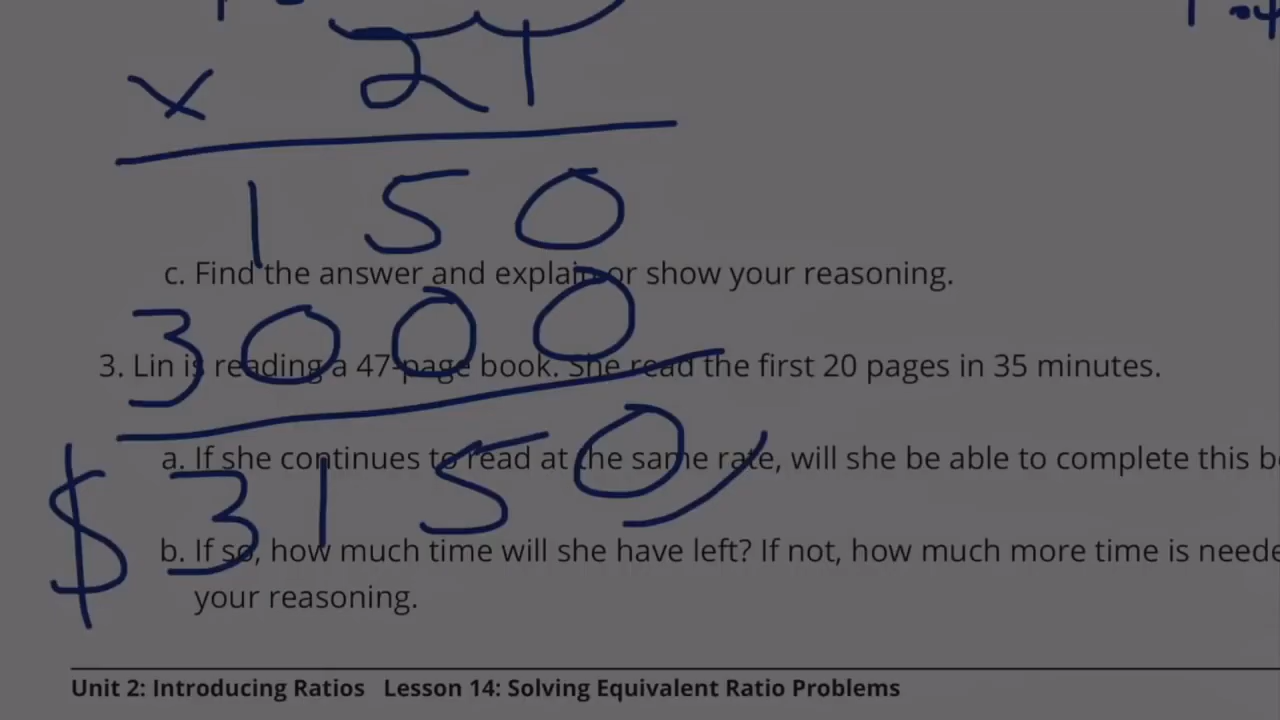 x 21
150
c. Find the answer and explain or show your reasoning.
3000
3. Lin is reading a 47-page book. She read the first 20 pages in 35 minutes.
a. If she continues to read at the same rate, will she be able to complete this b
$3150
b. If so, how much time will she have left? If not, how much more time is neede
your reasoning.
Unit 2: Introducing Ratios Lesson 14: Solving Equivalent Ratio Problems